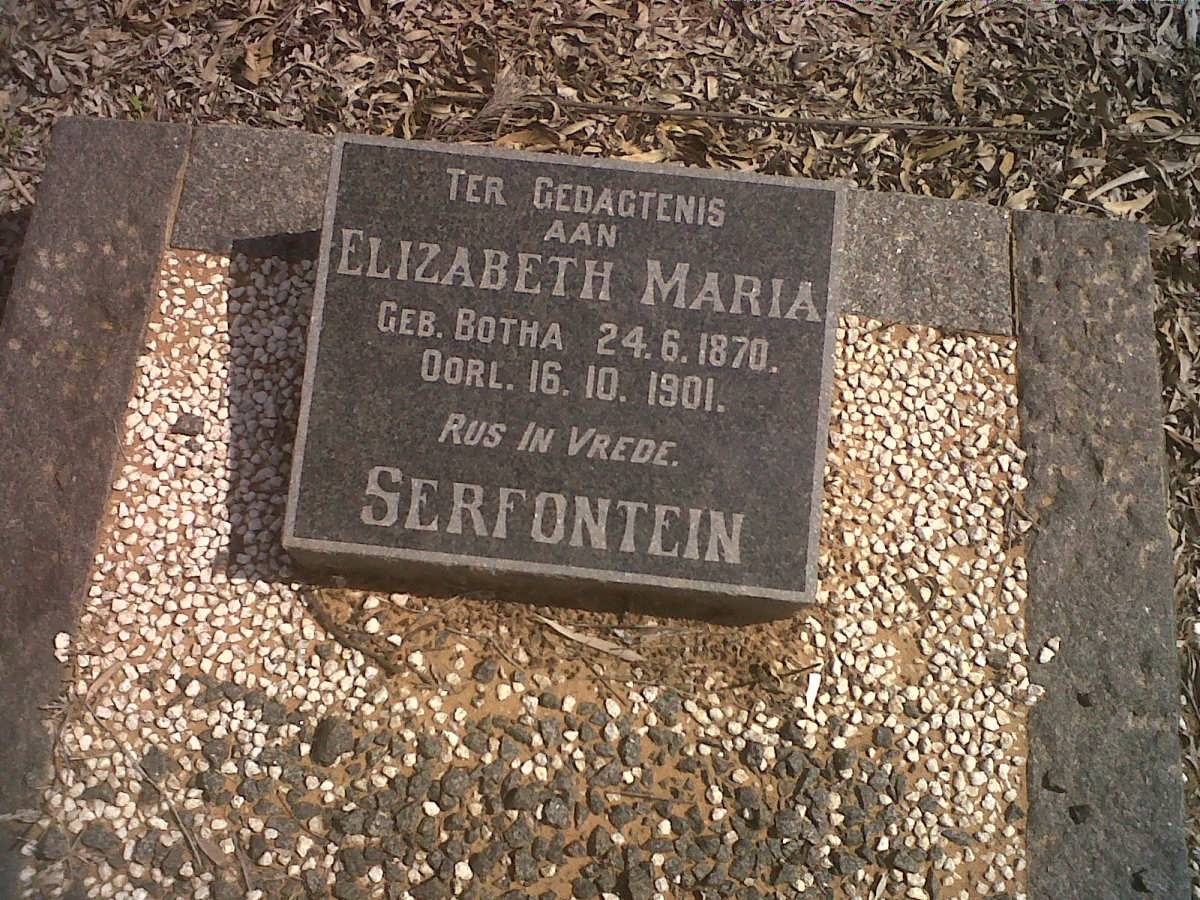 TER GEDAGTENIS
AAN
ELIZABETH MARIA
GEB. BOTHA 24.6.1870.
OORL. 16.10.1901.
RUS IN VREDE.
SERFONTEIN